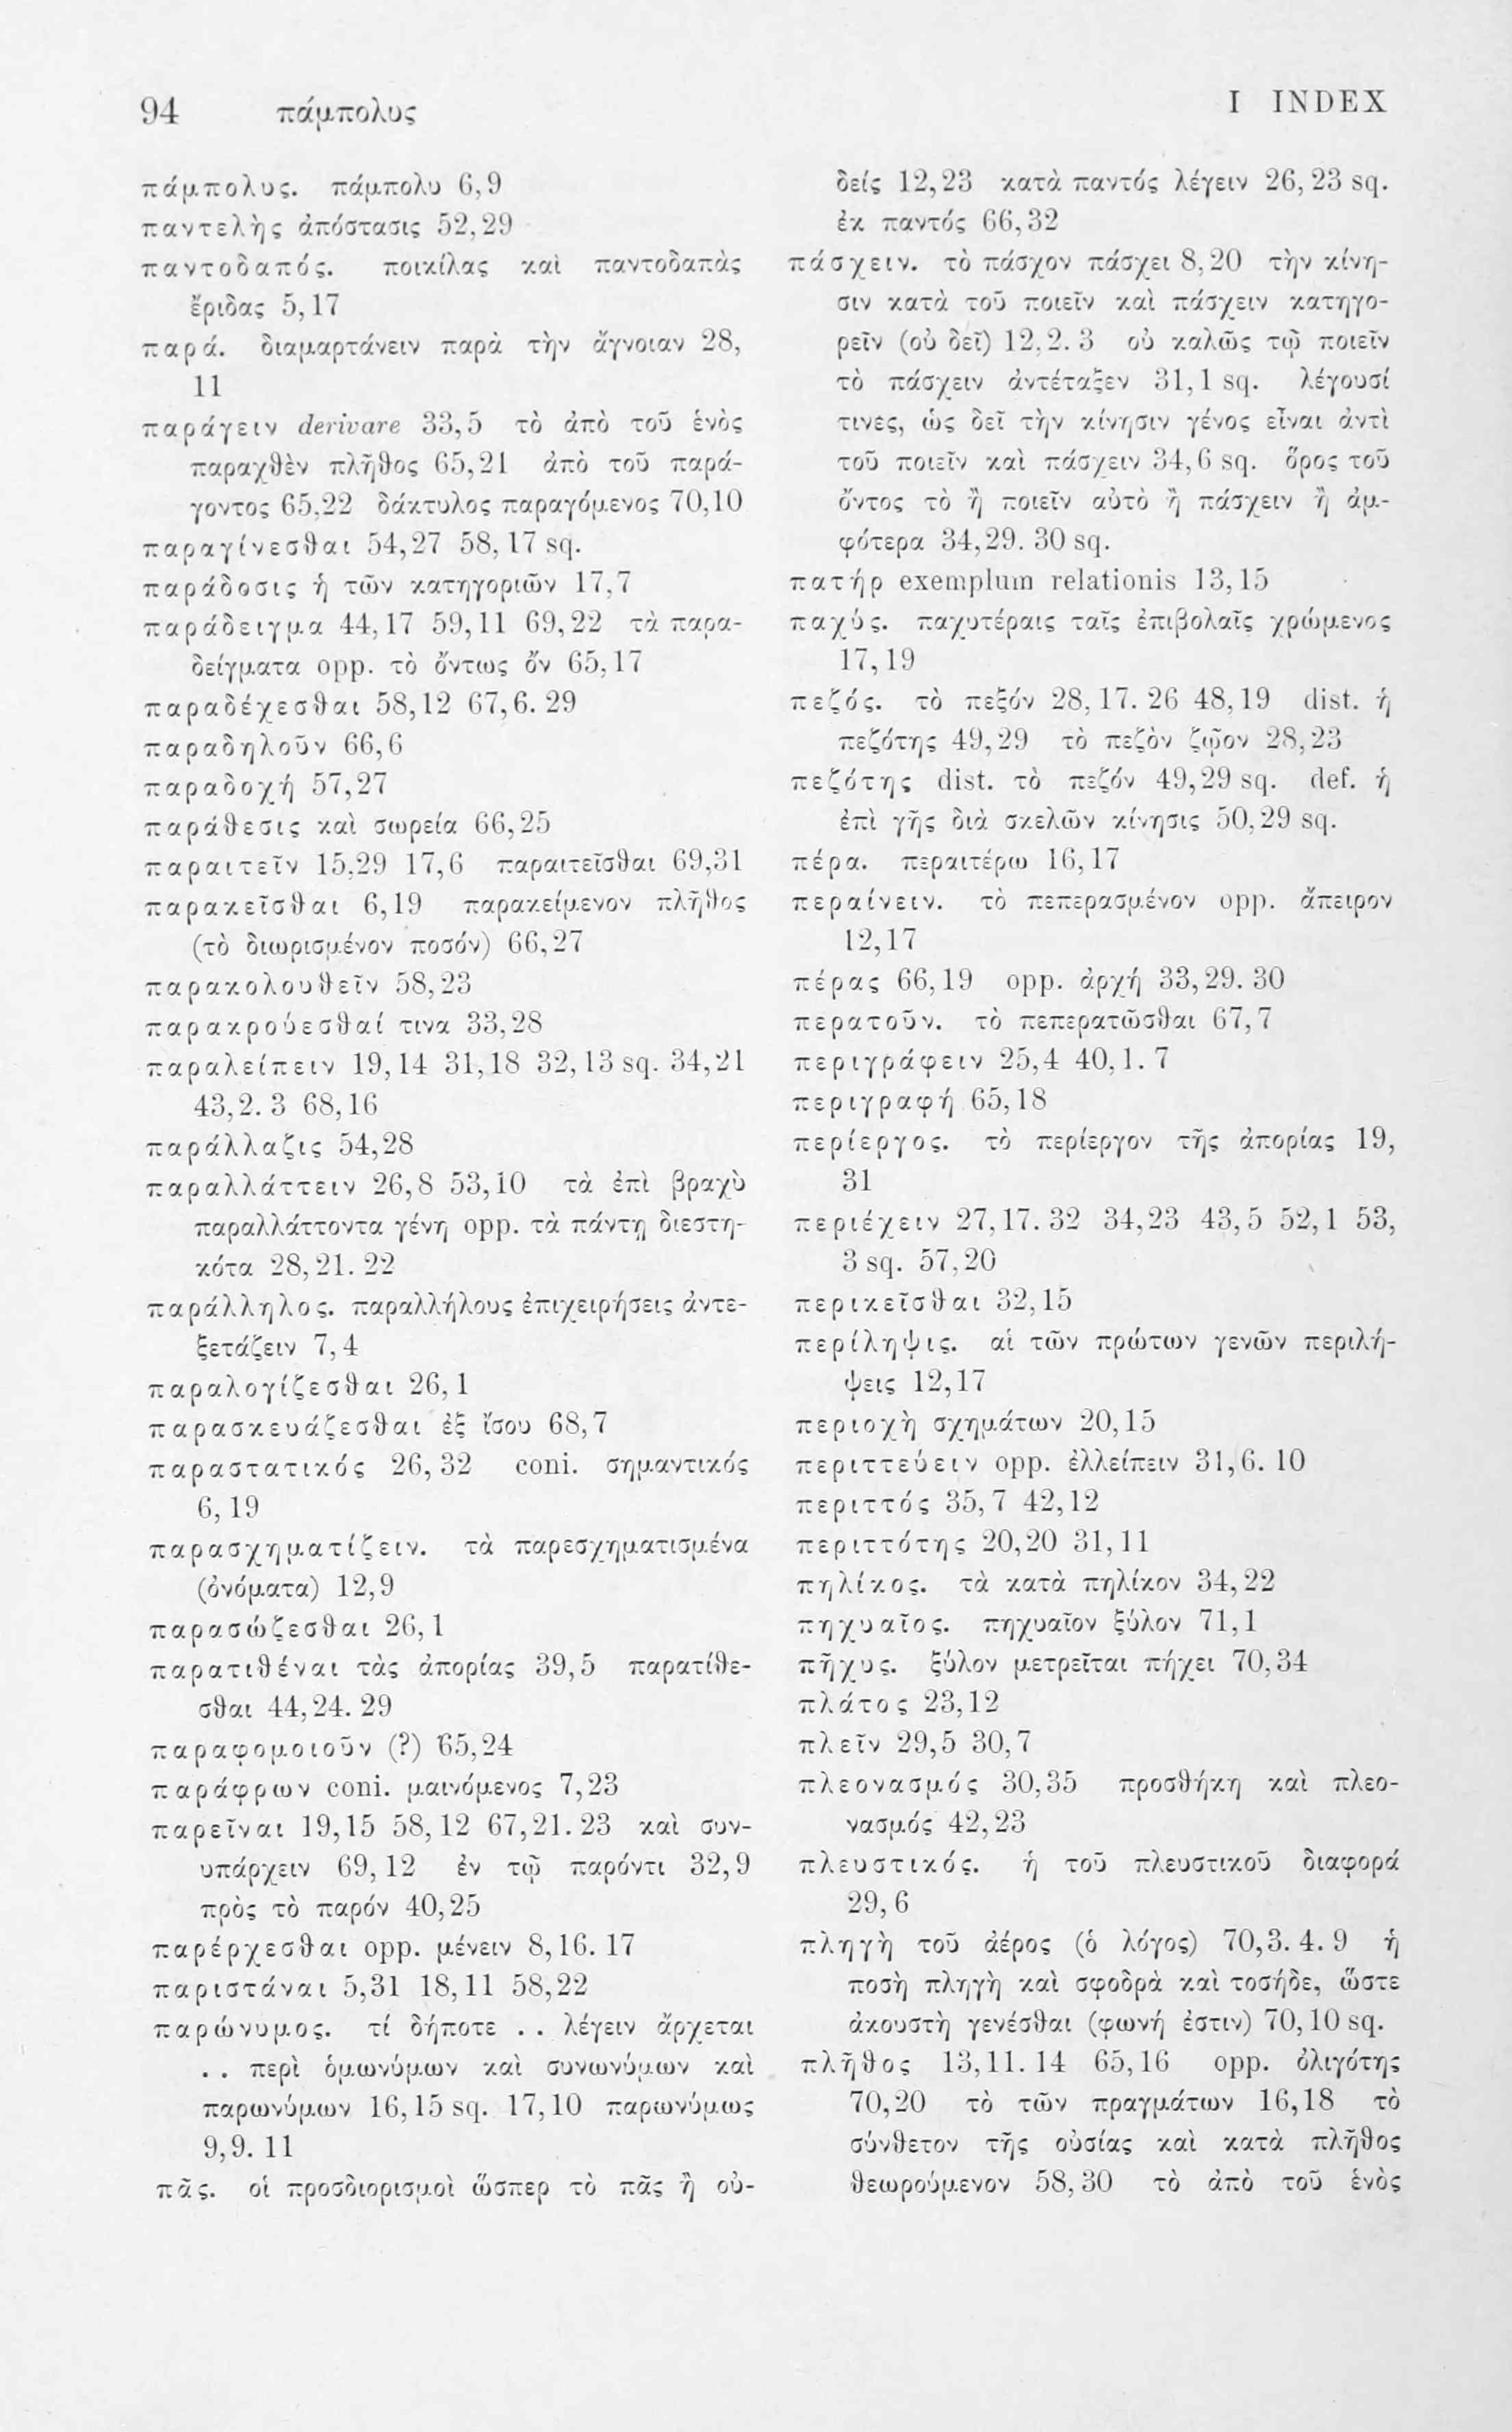 94 πάμπολυς
I INDEX
πάμπολυς. πάμπολυ 6,9
παντελὴς ἀπόστασις 52,29
παντοδαπός. ποικίλας καὶ παντοδαπὰς
ἔριδας 5,17
παρά. διαμαρτάνειν παρὰ τὴν ἄγνοιαν 28,
11
παράγειν derivare 33,5 τὸ ἀπὸ τοῦ ἑνὸς
παραχθὲν πλῆθος 65,21 ἀπὸ τοῦ παρά-
γοντος 65,22 δάκτυλος παραγόμενος 70,10
παραγίνεσθαι 54,27 58,17 sq.
παράδοσις ἡ τῶν κατηγοριῶν 17,7
παράδειγμα 44,17 59,11 69,22 τὰ παρα-
δείγματα opp. τὸ ὄντως ὄν 65,17
παραδέχεσθαι 58,12 67,6. 29
παραδηλοῦν 66,6
παραδοχή 57,27
παράθεσις καὶ σωρεία 66,25
παραιτεῖν 15,29 17,6 παραιτεῖσθαι 69,31
παρακεῖσθαι 6,19 παρακείμενον πλῆθος
(τὸ διωρισμένον ποσόν) 66,27
παρακολουθεῖν 58,23
παρακρούεσθαί τινα 33,28
παραλείπειν 19,14 31,18 32,13 sq. 34,21
43,2. 3 68,16
παράλλαζις 54,28
παραλλάττειν 26,8 53,10 τὰ ἐπὶ βραχὺ
παραλλάττοντα γένη opp. τὰ πάντῃ διεστη-
κότα 28,21. 22
παράλληλος. παραλλήλους ἐπιχειρήσεις ἀντε-
ξετάζειν 7,4
παραλογίζεσθαι 26,1
παρασκευάζεσθαι ἐξ ἴσου 68,7
παραστατικός 26,32 coni. σημαντικός
6,19
παρασχηματίζειν. τὰ παρεσχηματισμένα
(ὀνόματα) 12,9
παρασώζεσθαι 26,1
παρατιθέναι τὰς ἀπορίας 39,5 παρατίθε-
σθαι 44,24. 29
παραφομοιοῦν (?) 65,24
παράφρων coni. μαινόμενος 7,23
παρεῖναι 19,15 58,12 67,21. 23 καὶ συν-
υπάρχειν 69,12 ἐν τῷ παρόντι 32,9
πρὸς τὸ παρόν 40,25
παρέρχεσθαι opp. μένειν 8,16. 17
παριστάναι 5,31 18,11 58,22
παρώνυμος. τί δήποτε . . λέγειν ἄρχεται
. . περὶ ὁμωνύμων καὶ συνωνύμων καὶ
παρωνύμων 16,15 sq. 17,10 παρωνύμως
9,9. 11
πᾶς. οἱ προσδιορισμοὶ ὥσπερ τὸ πᾶς ἢ οὐ-
δείς 12,23 κατὰ παντός λέγειν 26,23 sq.
ἐκ παντός 66,32
πάσχειν. τὸ πάσχον πάσχει 8,20 τὴν κίνη-
σιν κατὰ τοῦ ποιεῖν καὶ πάσχειν κατηγο-
ρεῖν (οὐ δεῖ) 12,2. 3 οὐ καλῶς τῷ ποιεῖν
τὸ πάσχειν ἀντέταξεν 31,1 sq. λέγουσί
τινες, ὡς δεῖ τὴν κίνησιν γένος εἶναι ἀντὶ
τοῦ ποιεῖν καὶ πάσχειν 34,6 sq. ὅρος τοῦ
ὄντος τὸ ἢ ποιεῖν αὐτὸ ἢ πάσχειν ἢ ἀμ-
φότερα 34,29. 30 sq.
πατήρ exemplum relationis 13,15
παχύς. παχυτέραις ταῖς ἐπιβολαῖς χρώμενος
17,19
πεζός. τὸ πεξόν 28,17. 26 48,19 dist. ἡ
πεζότης 49,29 τὸ πεζὸν ζῷον 28,23
πεζότης dist. τὸ πεζόν 49,29 sq. def. ἡ
ἐπὶ γῆς διὰ σκελῶν κίνησις 50,29 sq.
πέρα. περαιτέρω 16,17
περαίνειν. τὸ πεπερασμένον opp. ἄπειρον
12,17
πέρας 66,19 opp. ἀρχή 33,29. 30
περατοῦν. τὸ πεπερατῶσθαι 67,7
περιγράφειν 25,4 40,1. 7
περιγραφή 65,18
περίεργος. τὸ περίεργον τῆς ἀπορίας 19,
31
περιέχειν 27,17. 32 34,23 43,5 52,1 53,
3 sq. 57,20
περικεῖσθαι 32,15
περίληψις. αἱ τῶν πρώτων γενῶν περιλή-
ψεις 12,17
περιοχὴ σχημάτων 20,15
περιττεύειν opp. ἐλλείπειν 31,6. 10
περιττός 35,7 42,12
περιττότης 20,20 31,11
πηλίκος. τὰ κατὰ πηλίκον 34,22
πηχυαῖος. πηχυαῖον ξύλον 71,1
πῆχυς. ξύλον μετρεῖται πήχει 70,34
πλάτος 23,12
πλεῖν 29,5 30,7
πλεονασμός 30,35 προσθήκη καὶ πλεο-
νασμός 42,23
πλευστικός. ἡ τοῦ πλευστικοῦ διαφορά
29,6
πληγὴ τοῦ ἀέρος (ὁ λόγος) 70,3. 4. 9 ἡ
ποσὴ πληγὴ καὶ σφοδρὰ καὶ τοσήδε, ὥστε
ἀκουστὴ γενέσθαι (φωνή ἐστιν) 70,10 sq.
πλῆθος 13,11. 14 65,16 opp. ὀλιγότης
70,20 τὸ τῶν πραγμάτων 16,18 τὸ
σύνθετον τῆς οὐσίας καὶ κατὰ πλῆθος
θεωρούμενον 58,30 τὸ ἀπὸ τοῦ ἑνὸς